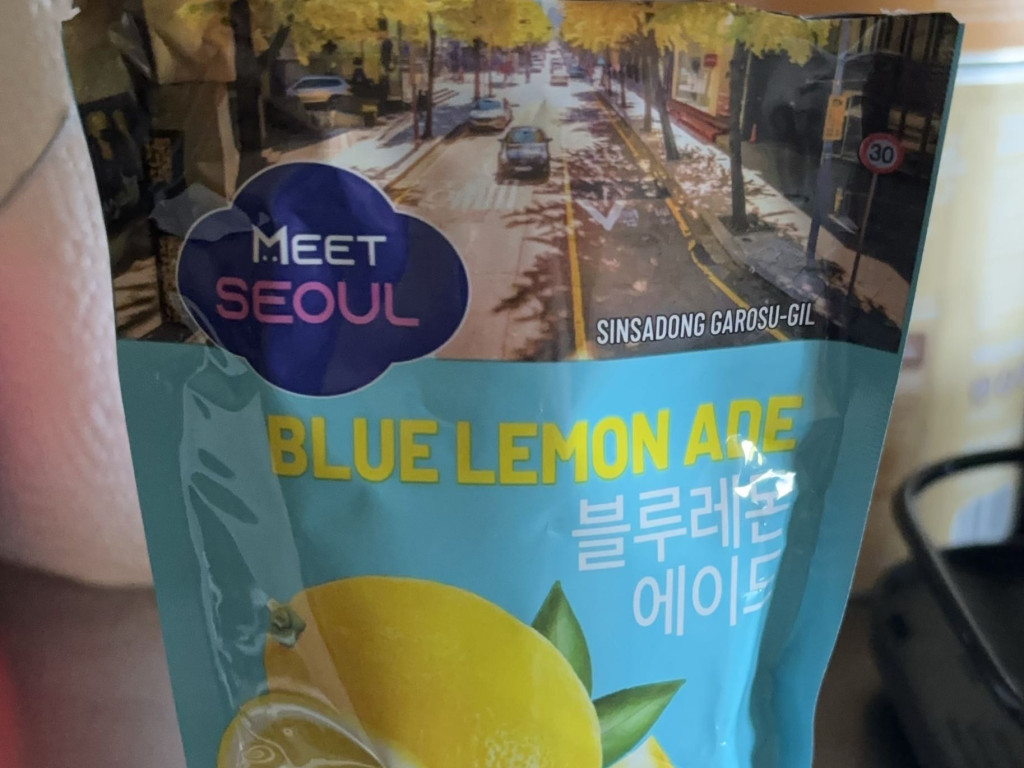 30
MEET
SEOUL
SINSADONG GAROSU-GIL
BLUE LEMON ADE
블루레몬
에이드